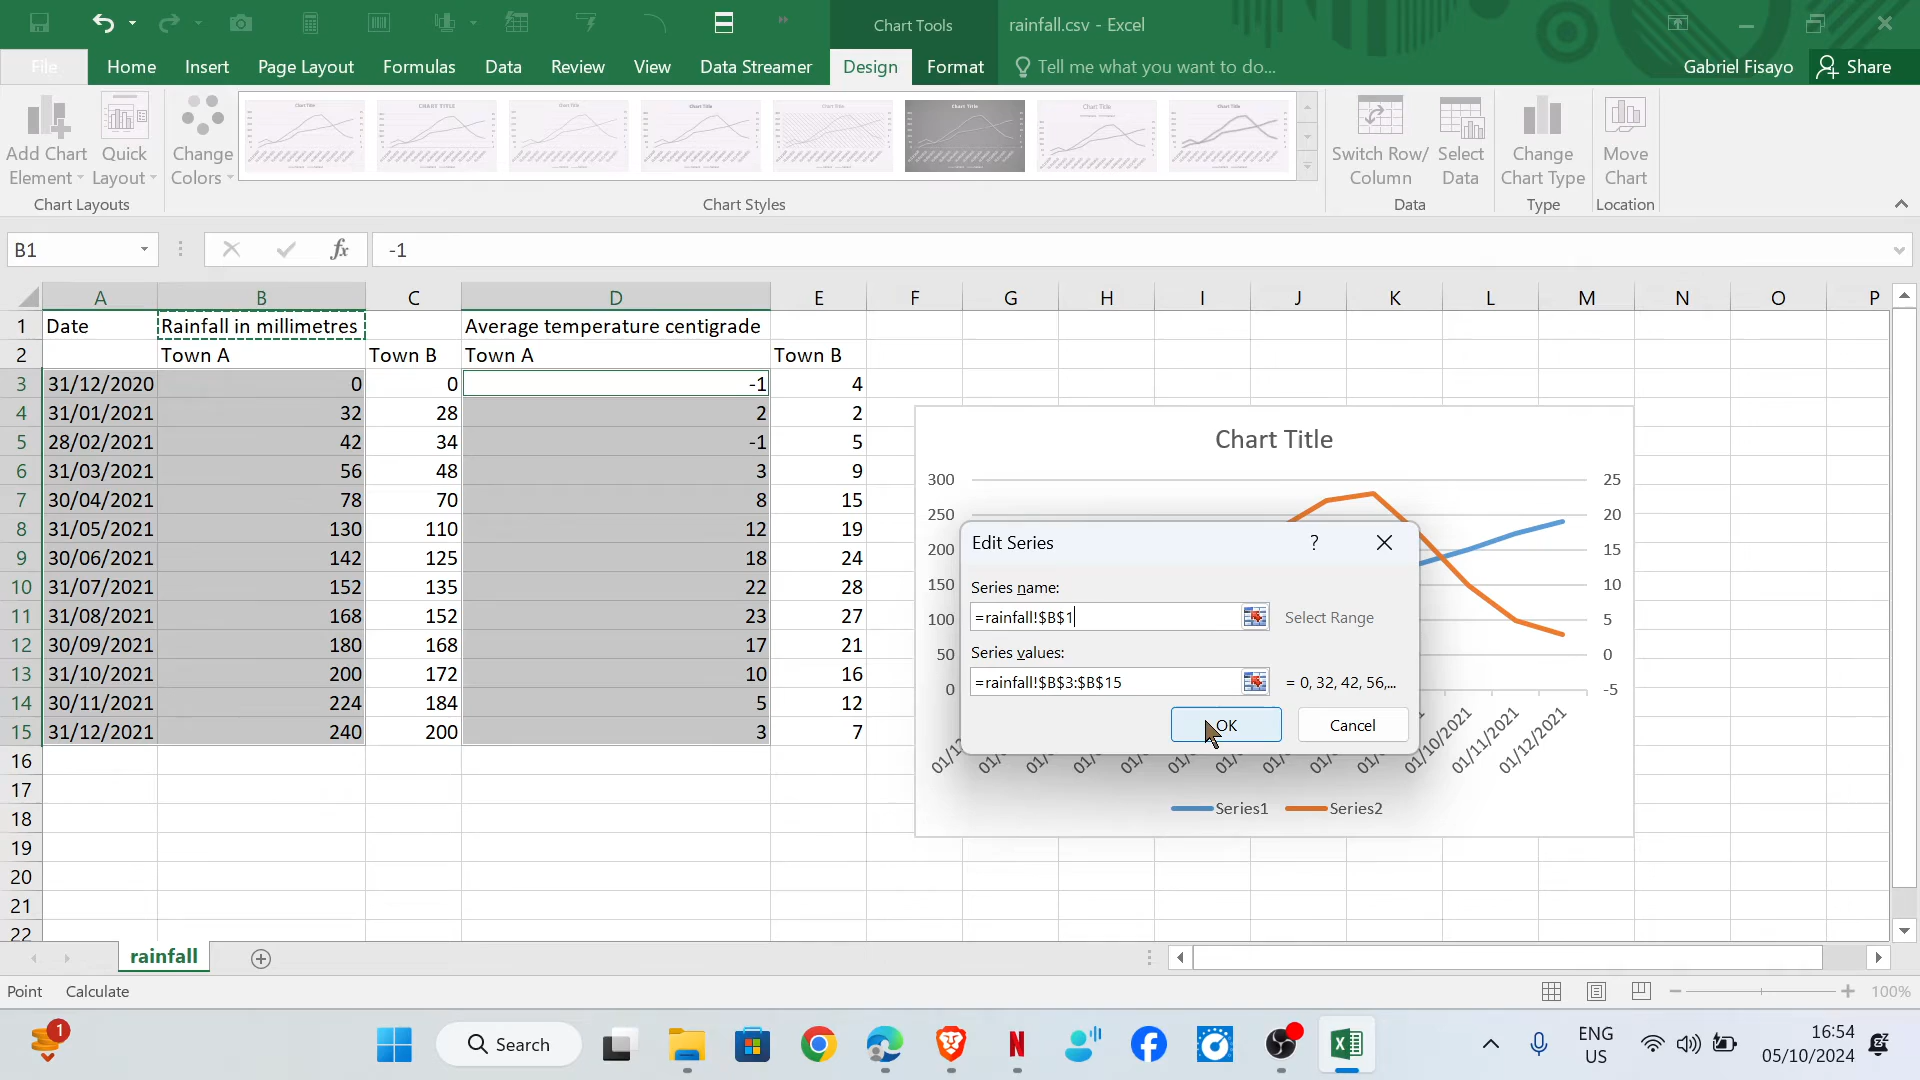 Chart Tools
rainfall.csv - Excel
File Home Insert Page Layout Formulas Data Review View Data Streamer Design Format Tell me what you want to do... Gabriel Fisayo Share
Add Chart Element
Quick Layout
Change Colors
Switch Row/ Column
Select Data
Change Chart Type
Move Chart
Chart Layouts
Chart Styles
Data
Type
Location
B1
fx
-1
A B C D E F G H I J K L M N O P
1 Date Rainfall in millimetres Average temperature centigrade
2 Town A Town B Town A Town B
3 31/12/2020 0 0 -1 4
4 31/01/2021 32 28 2 2
5 28/02/2021 42 34 -1 5
6 31/03/2021 56 48 3 9
7 30/04/2021 78 70 8 15
8 31/05/2021 130 110 12 19
9 30/06/2021 142 125 18 24
10 31/07/2021 152 135 22 28
11 31/08/2021 168 152 23 27
12 30/09/2021 180 168 17 21
13 31/10/2021 200 172 10 16
14 30/11/2021 224 184 5 12
15 31/12/2021 240 200 3 7
16
17
18
19
20
21
22
Chart Title
300
250
200
150
100
50
0
25
20
15
10
5
0
-5
01/10/2021
01/11/2021
01/12/2021
Series1
Series2
Edit Series
?
Series name:
=rainfall!$B$1
Select Range
Series values:
=rainfall!$B$3:$B$15
= 0, 32, 42, 56,...
OK
Cancel
rainfall
Point
Calculate
100%
1
Search
ENG
US
16:54
05/10/2024